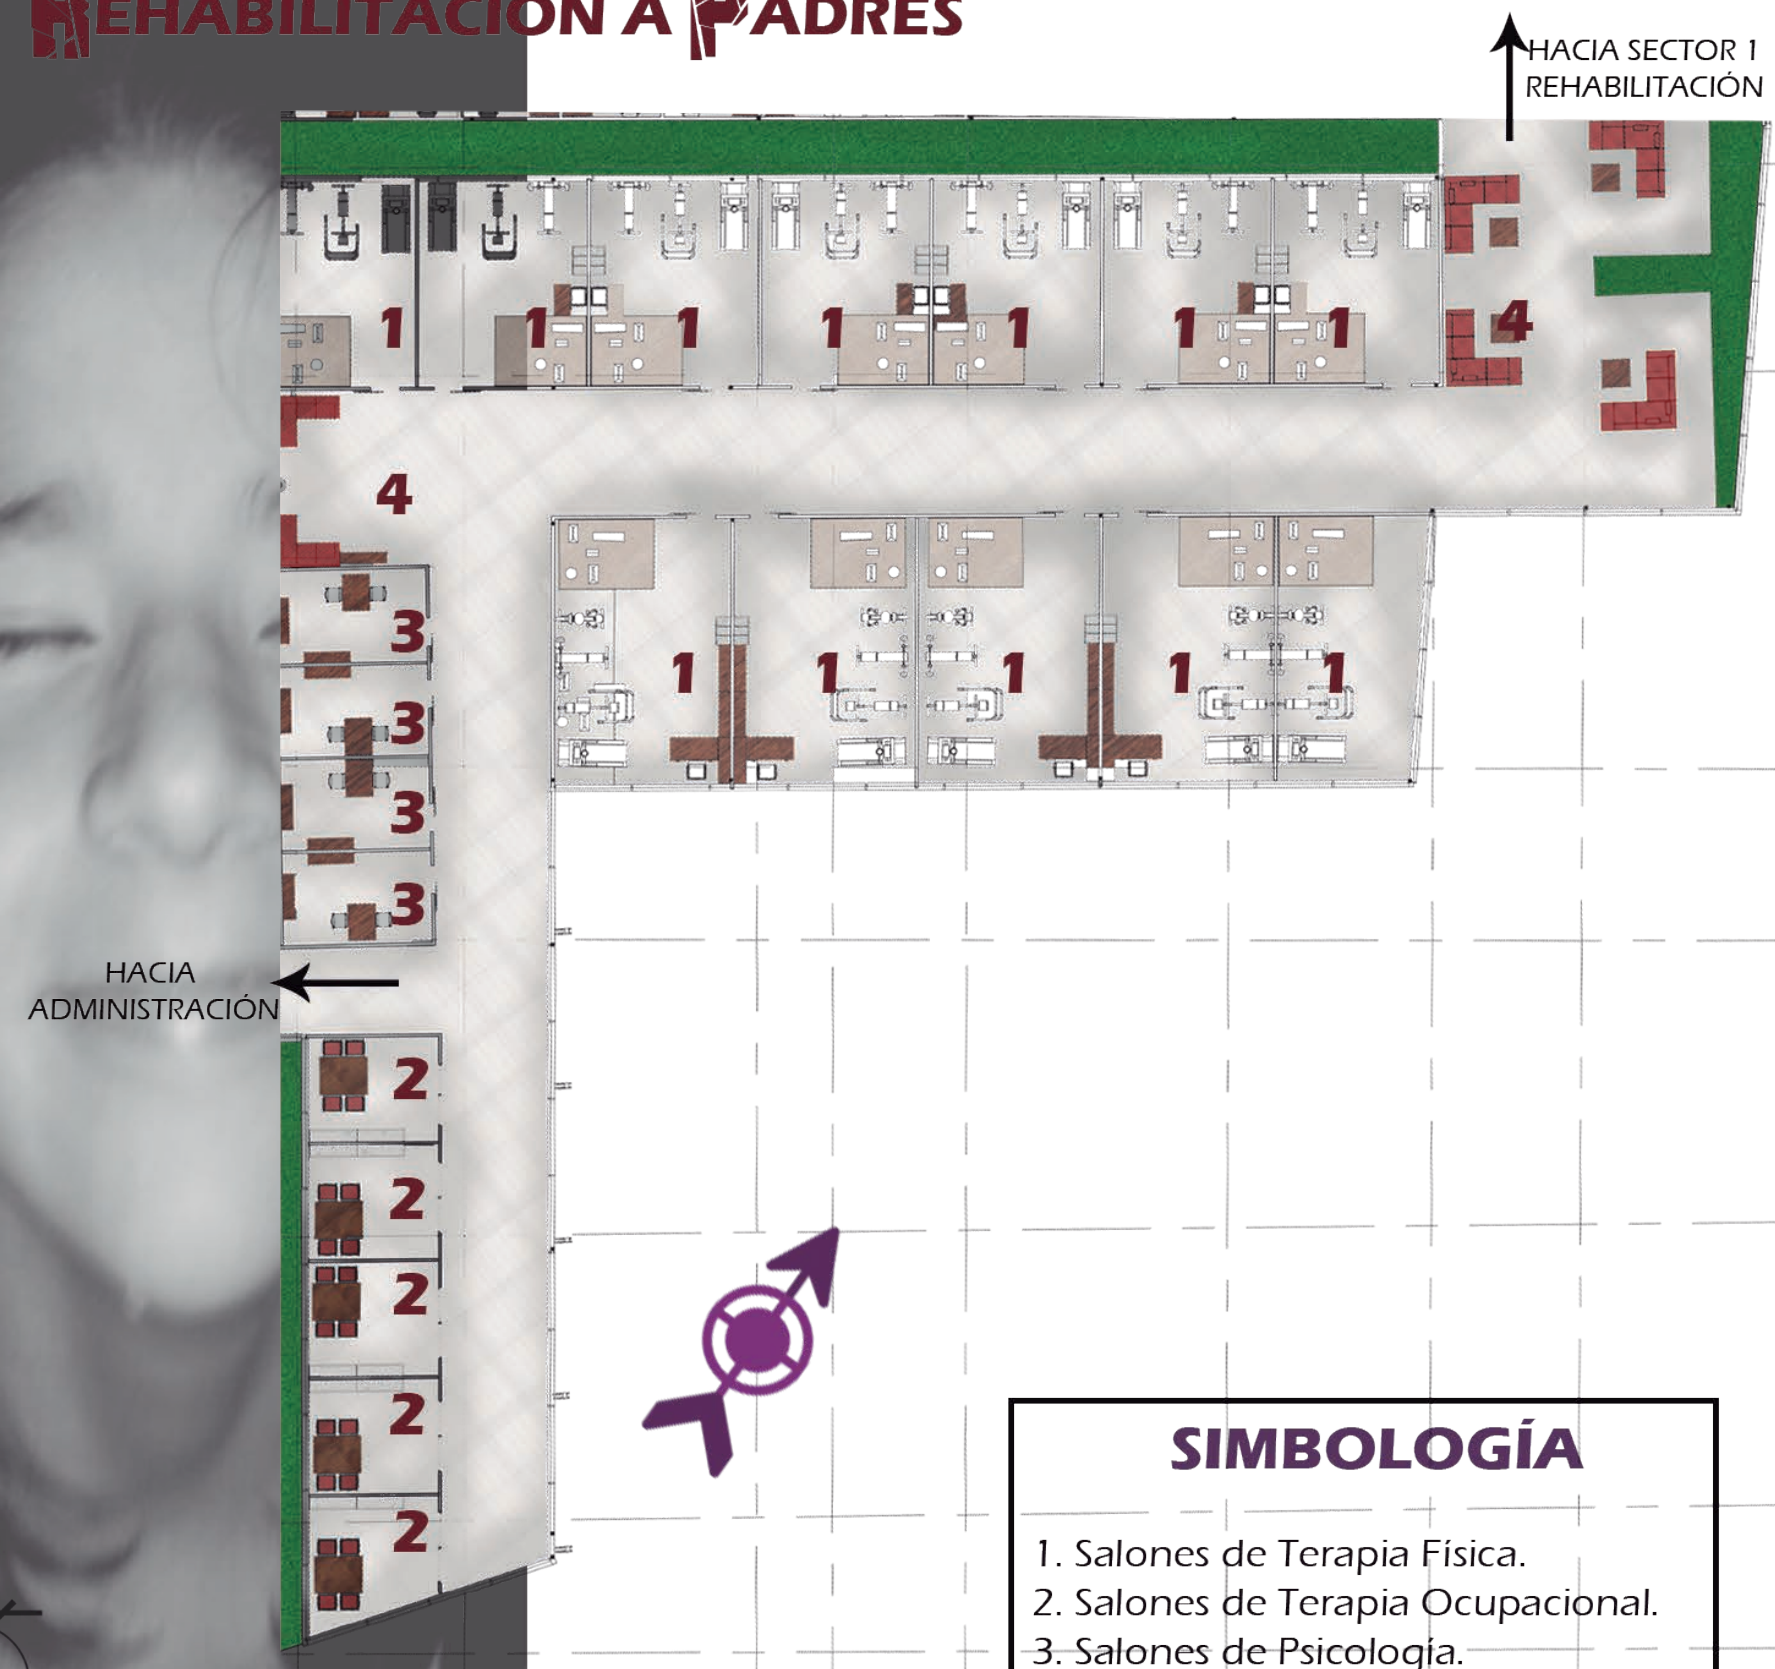 REHABILITACIÓN A PADRES
HACIA SECTOR 1
REHABILITACIÓN
1 1 1 1 1 1 1
4
4
3
1 1 1 1 1
3
3
3
HACIA
ADMINISTRACIÓN
2
2
2
2
2
SIMBOLOGÍA
1. Salones de Terapia Física.
2. Salones de Terapia Ocupacional.
3. Salones de Psicología.